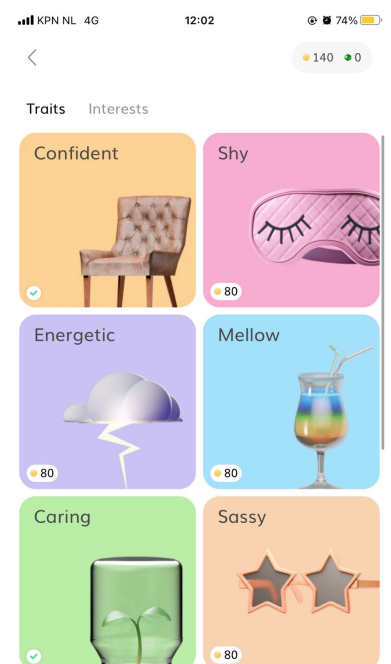 KPN NL 4G 12:02 74%
140 0
Traits Interests
Confident Shy
80
Energetic Mellow
80 80
Caring Sassy
80